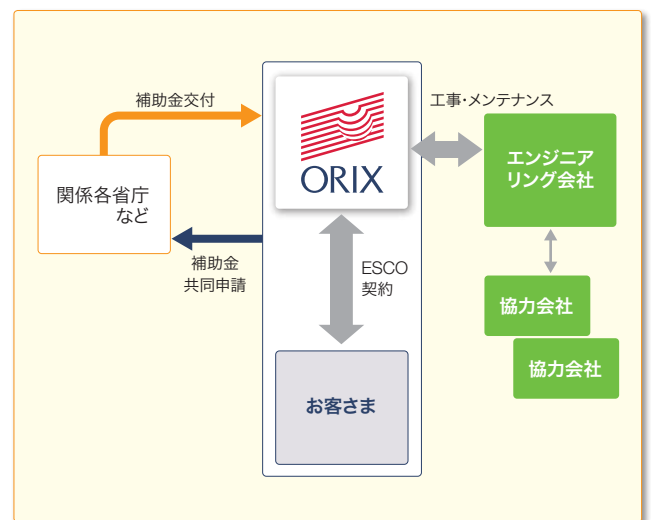 補助金交付
関係各省庁
など
補助金
共同申請
ORIX
ESCO
契約
お客さま
工事・メンテナンス
エンジニア
リング会社
協力会社
協力会社